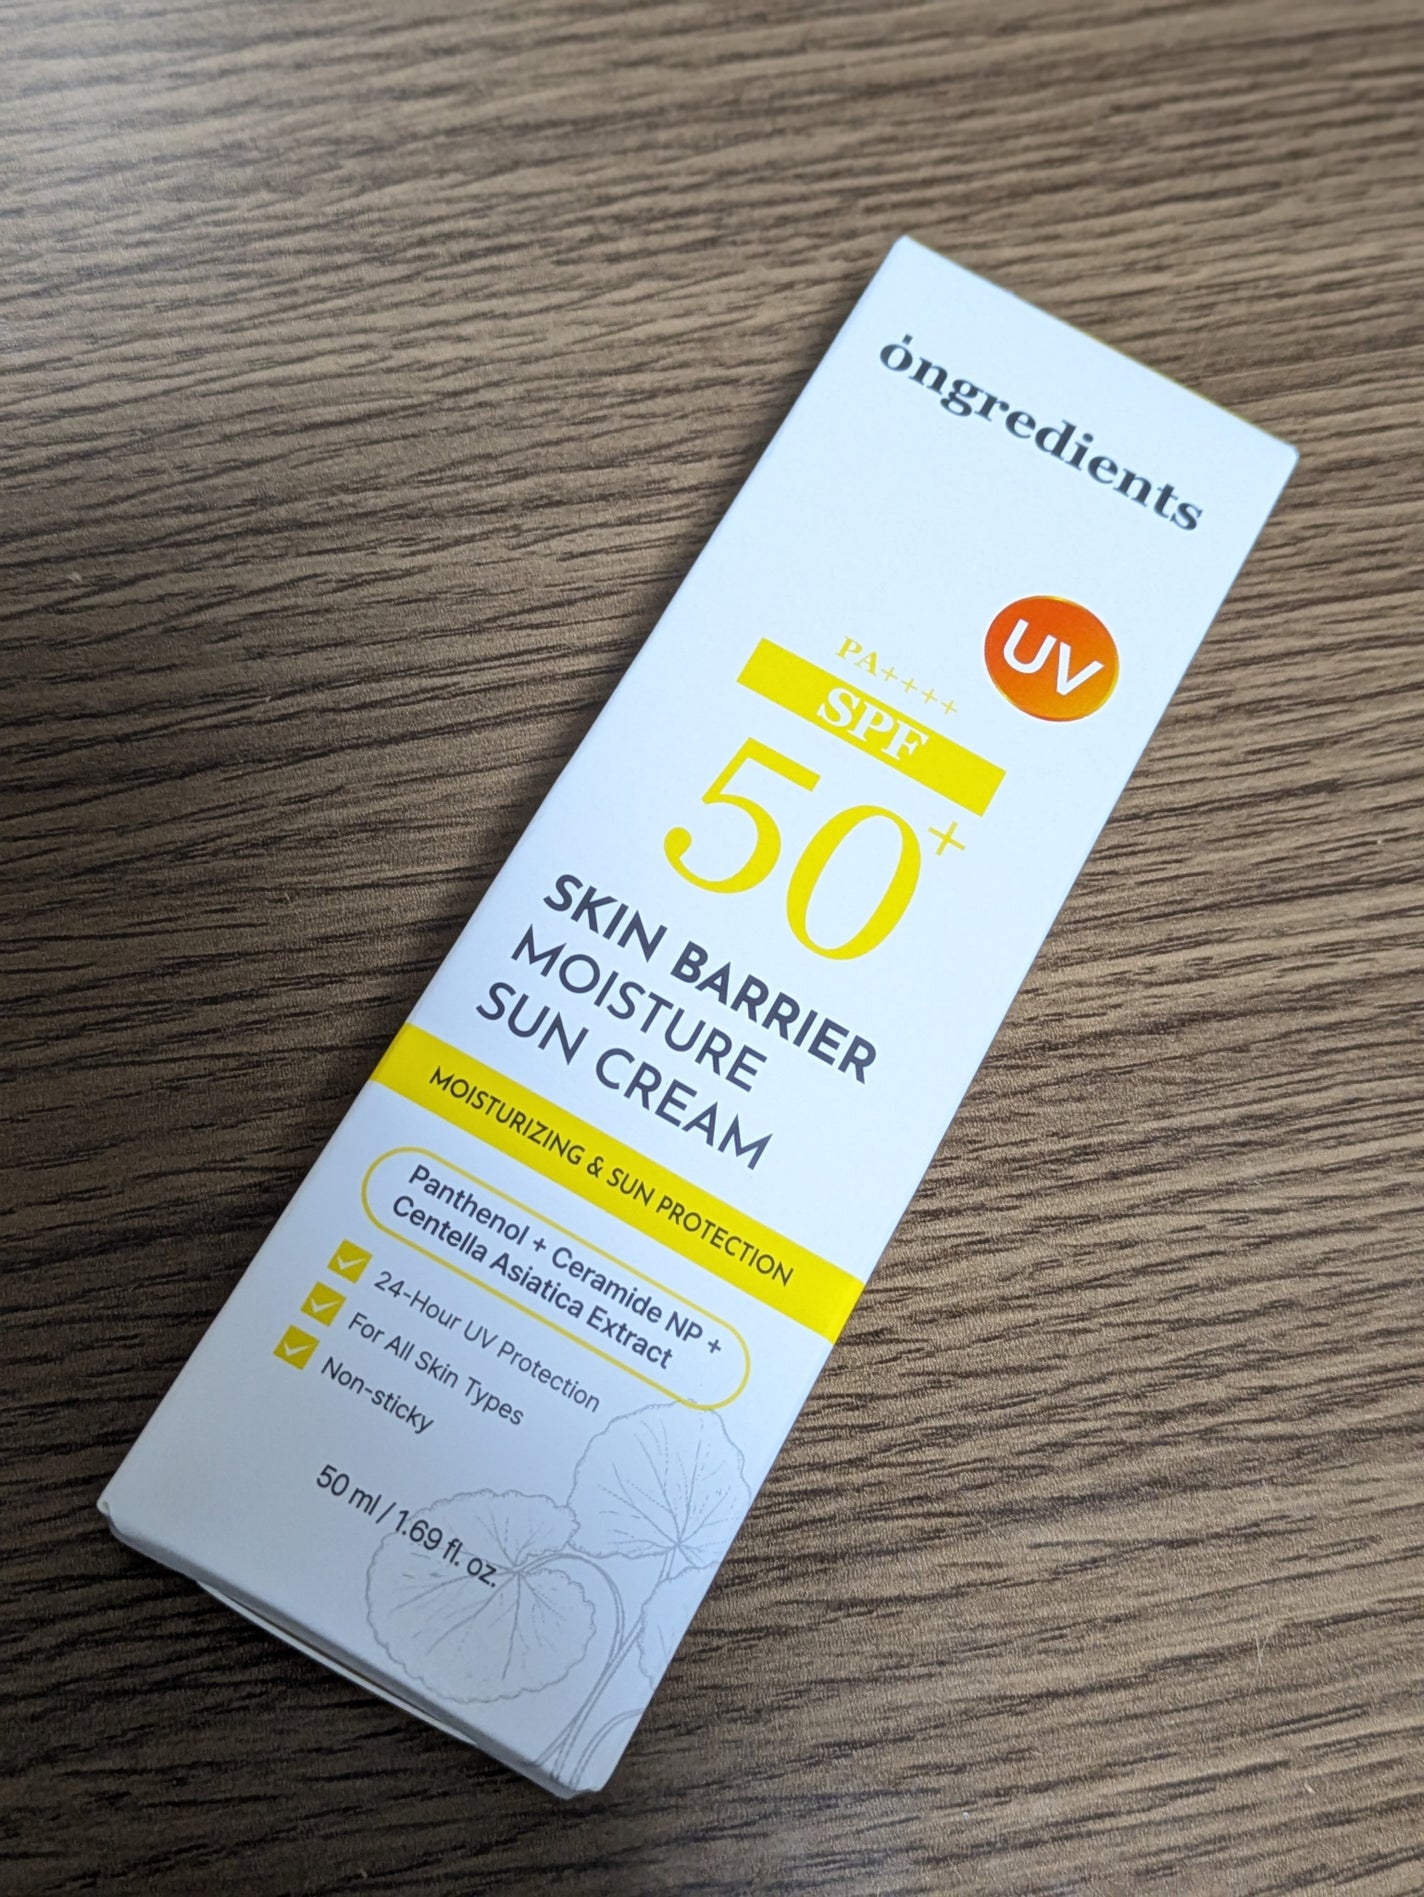 óngredients
UV
PA++++
SPF
50+
SKIN BARRIER
MOISTURE
SUN CREAM
MOISTURIZING & SUN PROTECTION
Panthenol + Ceramide NP +
Centella Asiatica Extract
24-Hour UV Protection
For All Skin Types
Non-sticky
50 ml / 1.69 fl. oz.